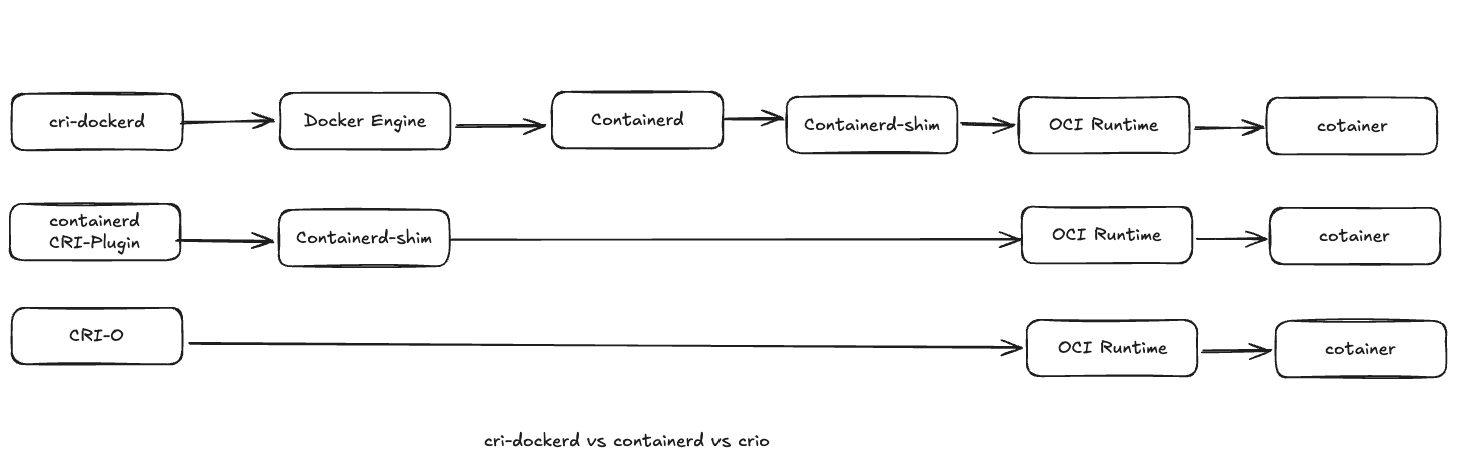 cri-dockerd
Docker Engine
Containerd
Containerd-shim
OCI Runtime
cotainer
containerd
CRI-Plugin
Containerd-shim
OCI Runtime
cotainer
CRI-O
OCI Runtime
cotainer
cri-dockerd vs containerd vs crio